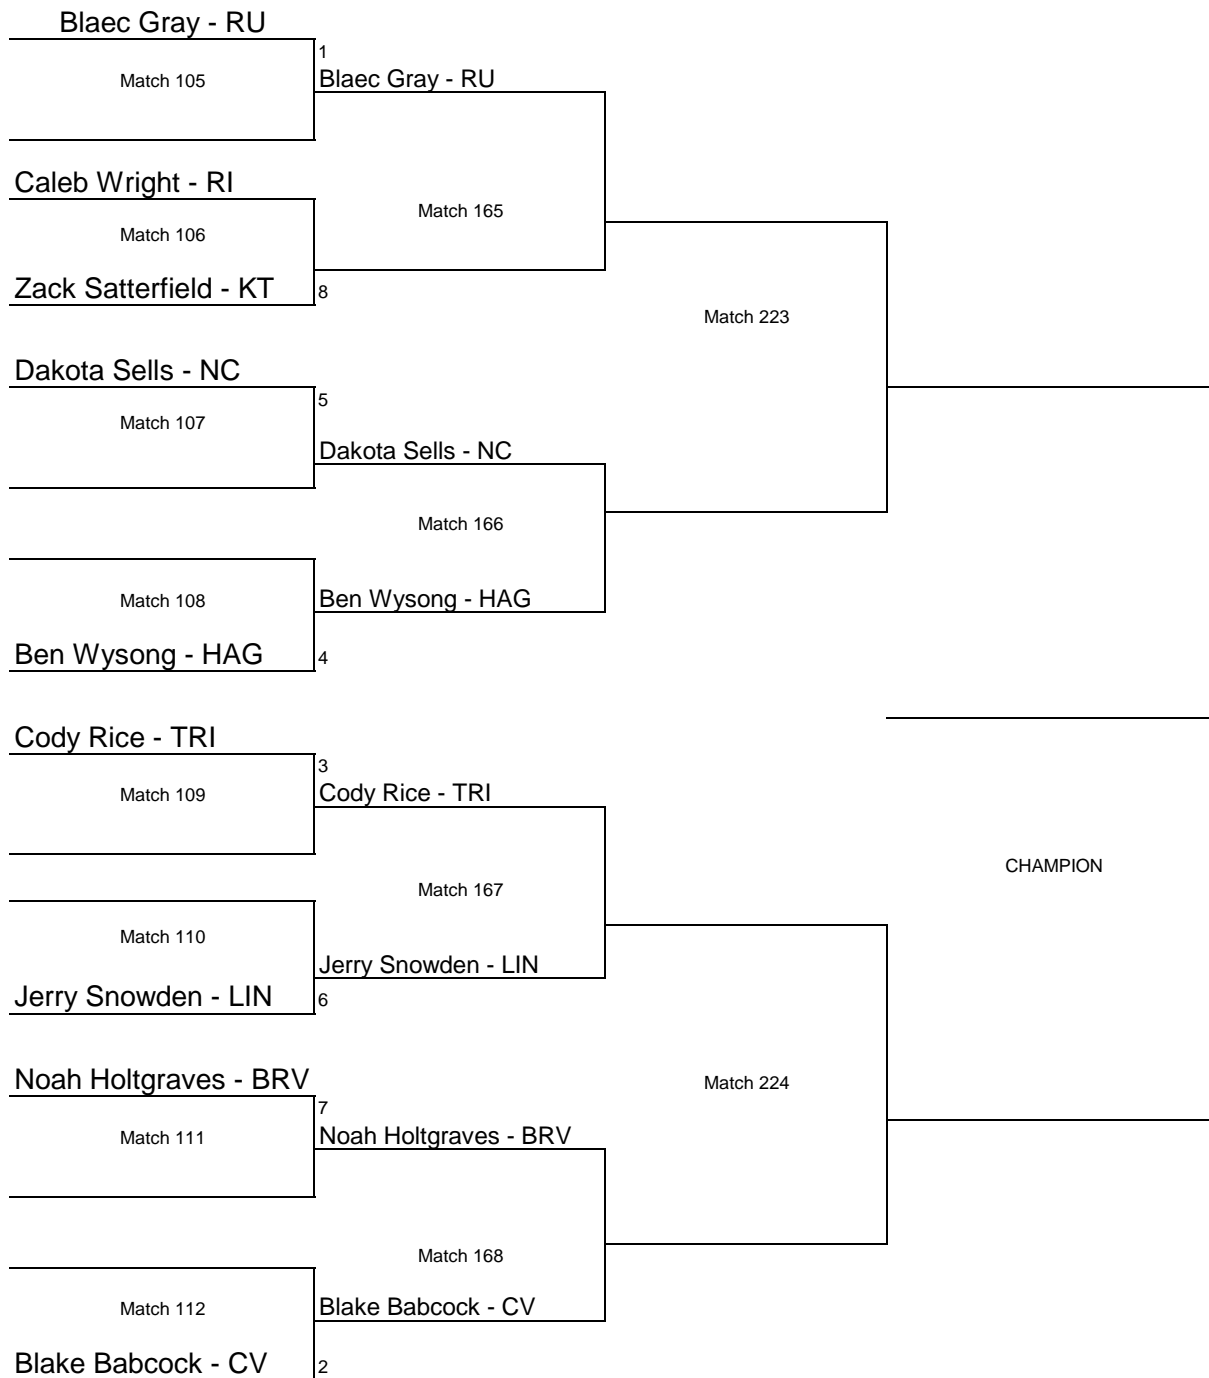 Blaec Gray - RU
1
Match 105
Blaec Gray - RU
Caleb Wright - RI
Match 165
Match 106
Zack Satterfield - KT
8
Match 223
Dakota Sells - NC
5
Match 107
Dakota Sells - NC
Match 166
Match 108
Ben Wysong - HAG
Ben Wysong - HAG
4
Cody Rice - TRI
3
Match 109
Cody Rice - TRI
CHAMPION
Match 167
Match 110
Jerry Snowden - LIN
Jerry Snowden - LIN
6
Noah Holtgraves - BRV
Match 224
7
Match 111
Noah Holtgraves - BRV
Match 168
Match 112
Blake Babcock - CV
Blake Babcock - CV
2